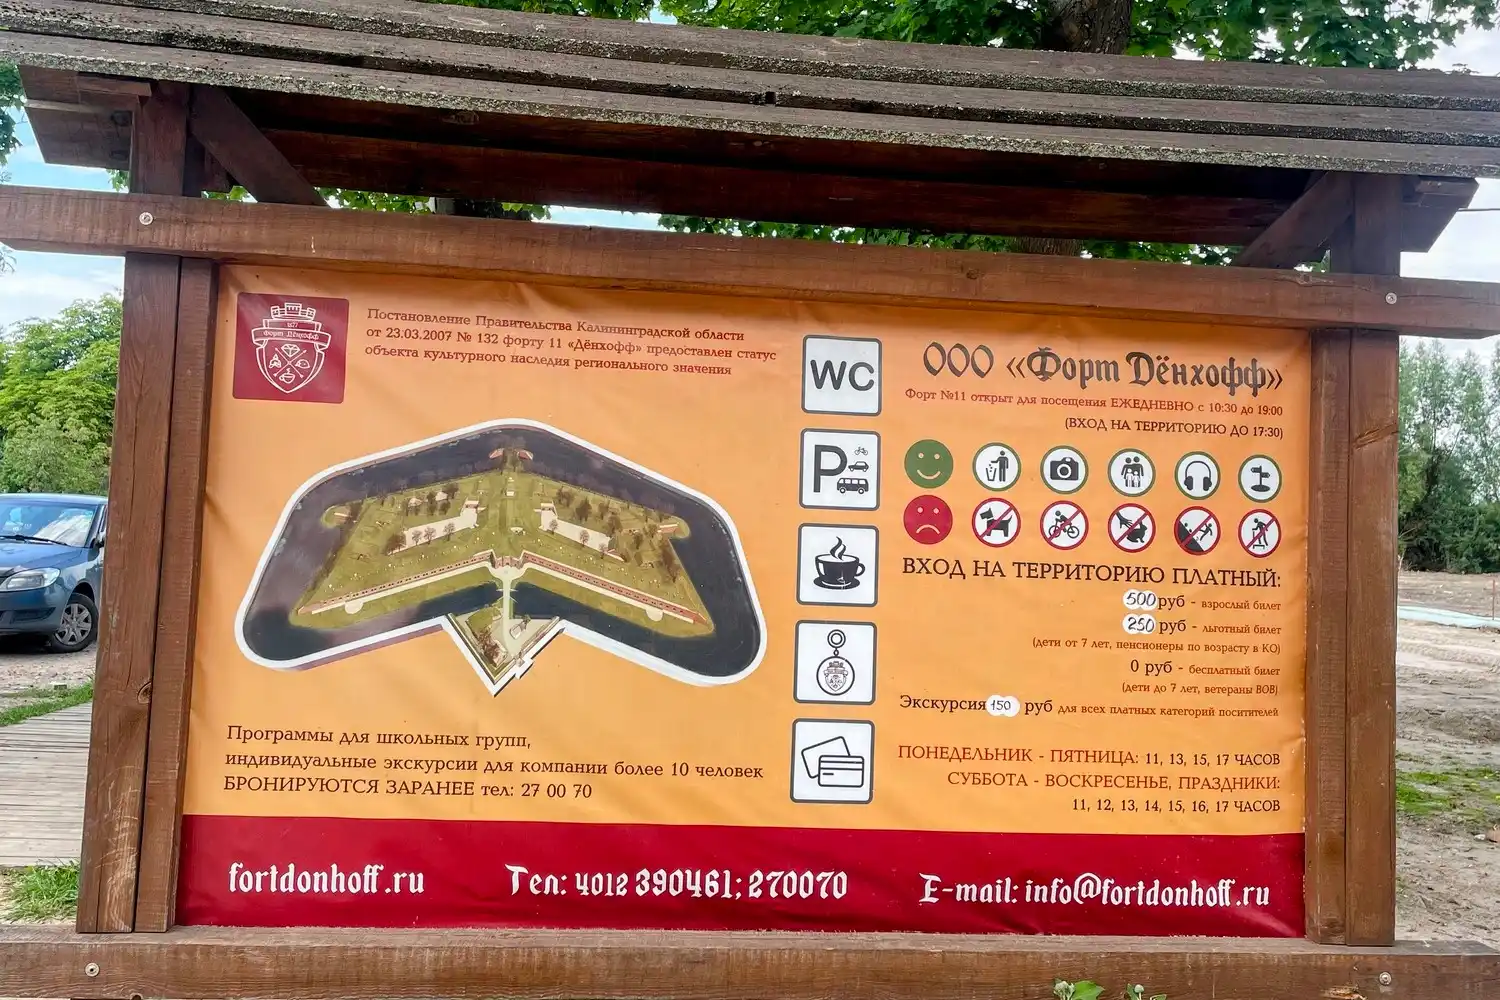 1877
Форт Дёнхофф
Постановление Правительства Калининградской области
от 23.03.2007 № 132 форту 11 «Дёнхофф» предоставлен статус
объекта культурного наследия регионального значения
Программы для школьных групп,
индивидуальные экскурсии для компании более 10 человек
БРОНИРУЮТСЯ ЗАРАНЕЕ тел: 27 00 70
WC
P
ООО «Форт Дёнхофф»
Форт №11 открыт для посещения ЕЖЕДНЕВНО с 10:30 до 19:00
(ВХОД НА ТЕРРИТОРИЮ ДО 17:30)
ВХОД НА ТЕРРИТОРИЮ ПЛАТНЫЙ:
500 руб - взрослый билет
250 руб - льготный билет
(дети от 7 лет, пенсионеры по возрасту в КО)
0 руб - бесплатный билет
(дети до 7 лет, ветераны ВОВ)
Экскурсия 150 руб для всех платных категорий поситителей
ПОНЕДЕЛЬНИК - ПЯТНИЦА: 11, 13, 15, 17 ЧАСОВ
СУББОТА - ВОСКРЕСЕНЬЕ, ПРАЗДНИКИ:
11, 12, 13, 14, 15, 16, 17 ЧАСОВ
fortdonhoff.ru
Тел: 4012 390461; 270070
E-mail: info@fortdonhoff.ru